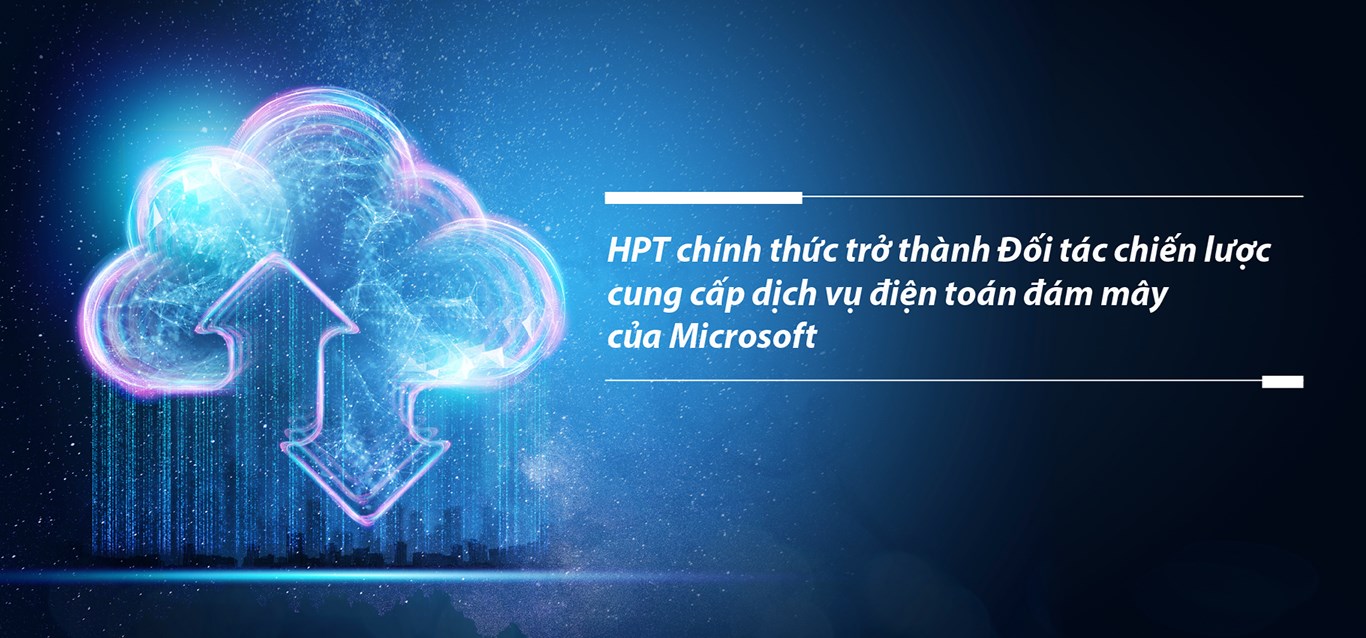 HPT chính thức trở thành Đối tác chiến lược
cung cấp dịch vụ điện toán đám mây
của Microsoft